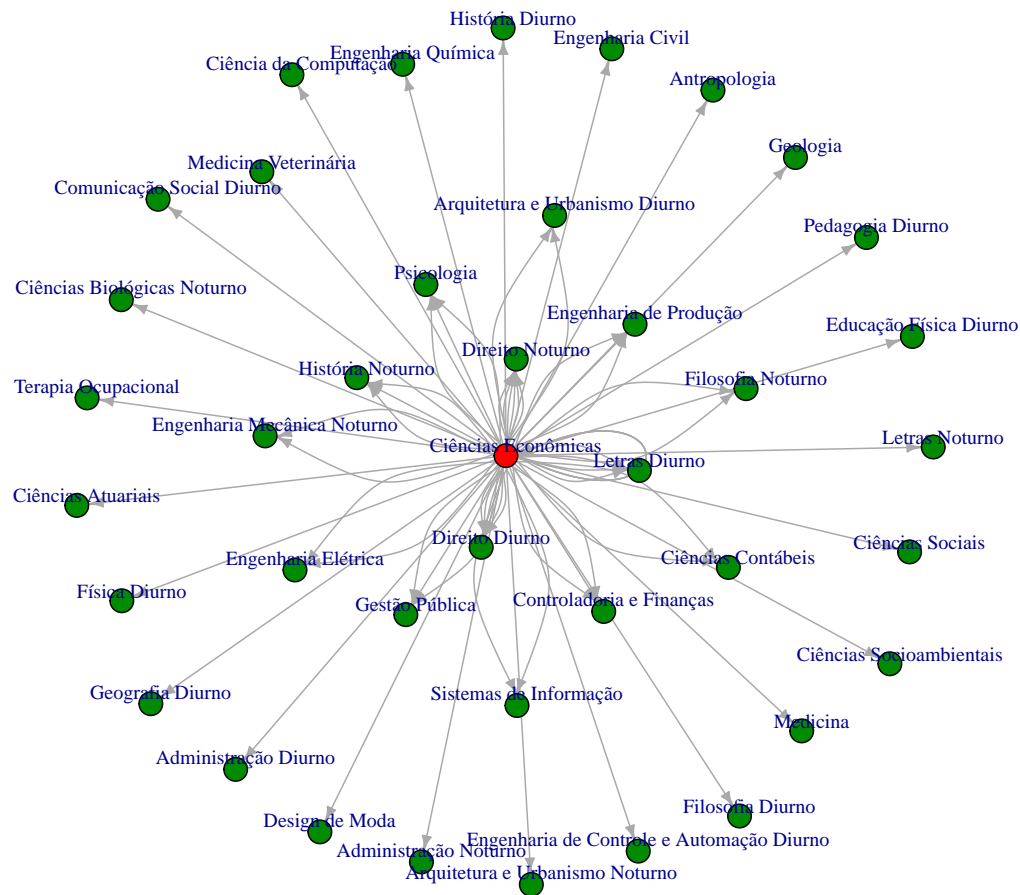 História Diurno
Engenharia Civil
Engenharia Química
Ciência da Computação
Antropologia
Geologia
Medicina Veterinária
Comunicação Social Diurno
Arquitetura e Urbanismo Diurno
Pedagogia Diurno
Psicologia
Ciências Biológicas Noturno
Engenharia de Produção
Educação Física Diurno
Direito Noturno
História Noturno
Filosofia Noturno
Terapia Ocupacional
Engenharia Mecânica Noturno
Ciências Econômicas
Letras Noturno
Letras Diurno
Ciências Atuariais
Direito Diurno
Ciências Sociais
Engenharia Elétrica
Ciências Contábeis
Física Diurno
Gestão Pública
Controladoria e Finanças
Ciências Socioambientais
Geografia Diurno
Sistemas de Informação
Medicina
Administração Diurno
Filosofia Diurno
Design de Moda
Engenharia de Controle e Automação Diurno
Administração Noturno
Arquitetura e Urbanismo Noturno